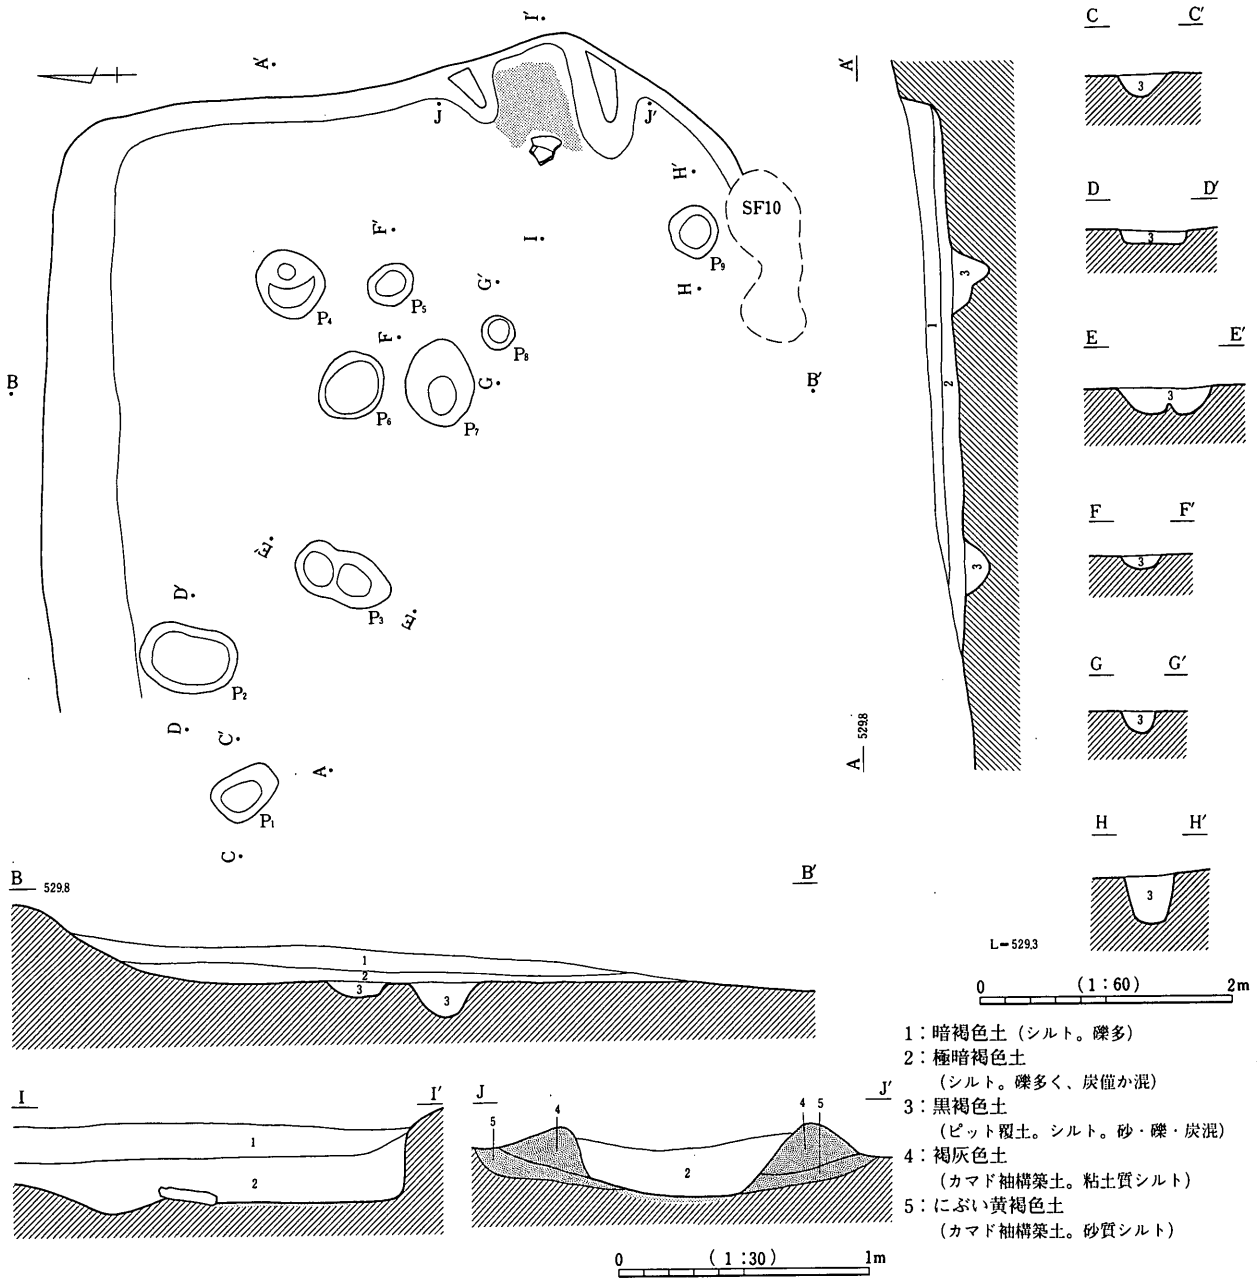 I′
A′
J
J′
H′
SF10
F′
I
P₉
G′
H
P₄
P₅
F
P₈
G
B
B′
P₆
P₇
E′
P₃
E
D′
P₂
D
C′
A
P₁
C
A′
1
2
3
3
A 529.8
C C′
3
D D′
3
E E′
3
F F′
3
G G′
3
H H′
3
B 529.8 B′
1
2
3
3
L=529.3
0 (1:60) 2m
I I′
1
2
J J′
5 4 4 5
2
0 (1:30) 1m
1：暗褐色土（シルト。礫多）
2：極暗褐色土
（シルト。礫多く、炭僅か混）
3：黒褐色土
（ピット覆土。シルト。砂・礫・炭混）
4：褐灰色土
（カマド袖構築土。粘土質シルト）
5：にぶい黄褐色土
（カマド袖構築土。砂質シルト）